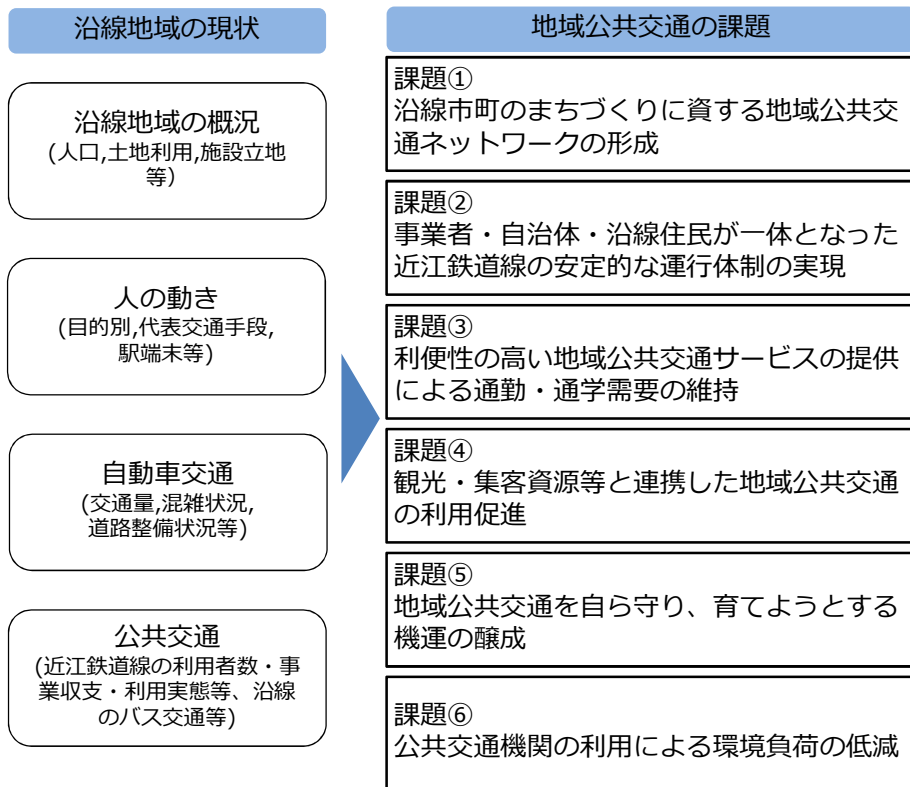 沿線地域の現状
沿線地域の概況
(人口,土地利用,施設立地
等)
人の動き
(目的別,代表交通手段,
駅端末等)
自動車交通
(交通量,混雑状況,
道路整備状況等)
公共交通
(近江鉄道線の利用者数・事
業収支・利用実態等、沿線
のバス交通等)
地域公共交通の課題
課題①
沿線市町のまちづくりに資する地域公共交
通ネットワークの形成
課題②
事業者・自治体・沿線住民が一体となった
近江鉄道線の安定的な運行体制の実現
課題③
利便性の高い地域公共交通サービスの提供
による通勤・通学需要の維持
課題④
観光・集客資源等と連携した地域公共交通
の利用促進
課題⑤
地域公共交通を自ら守り、育てようとする
機運の醸成
課題⑥
公共交通機関の利用による環境負荷の低減